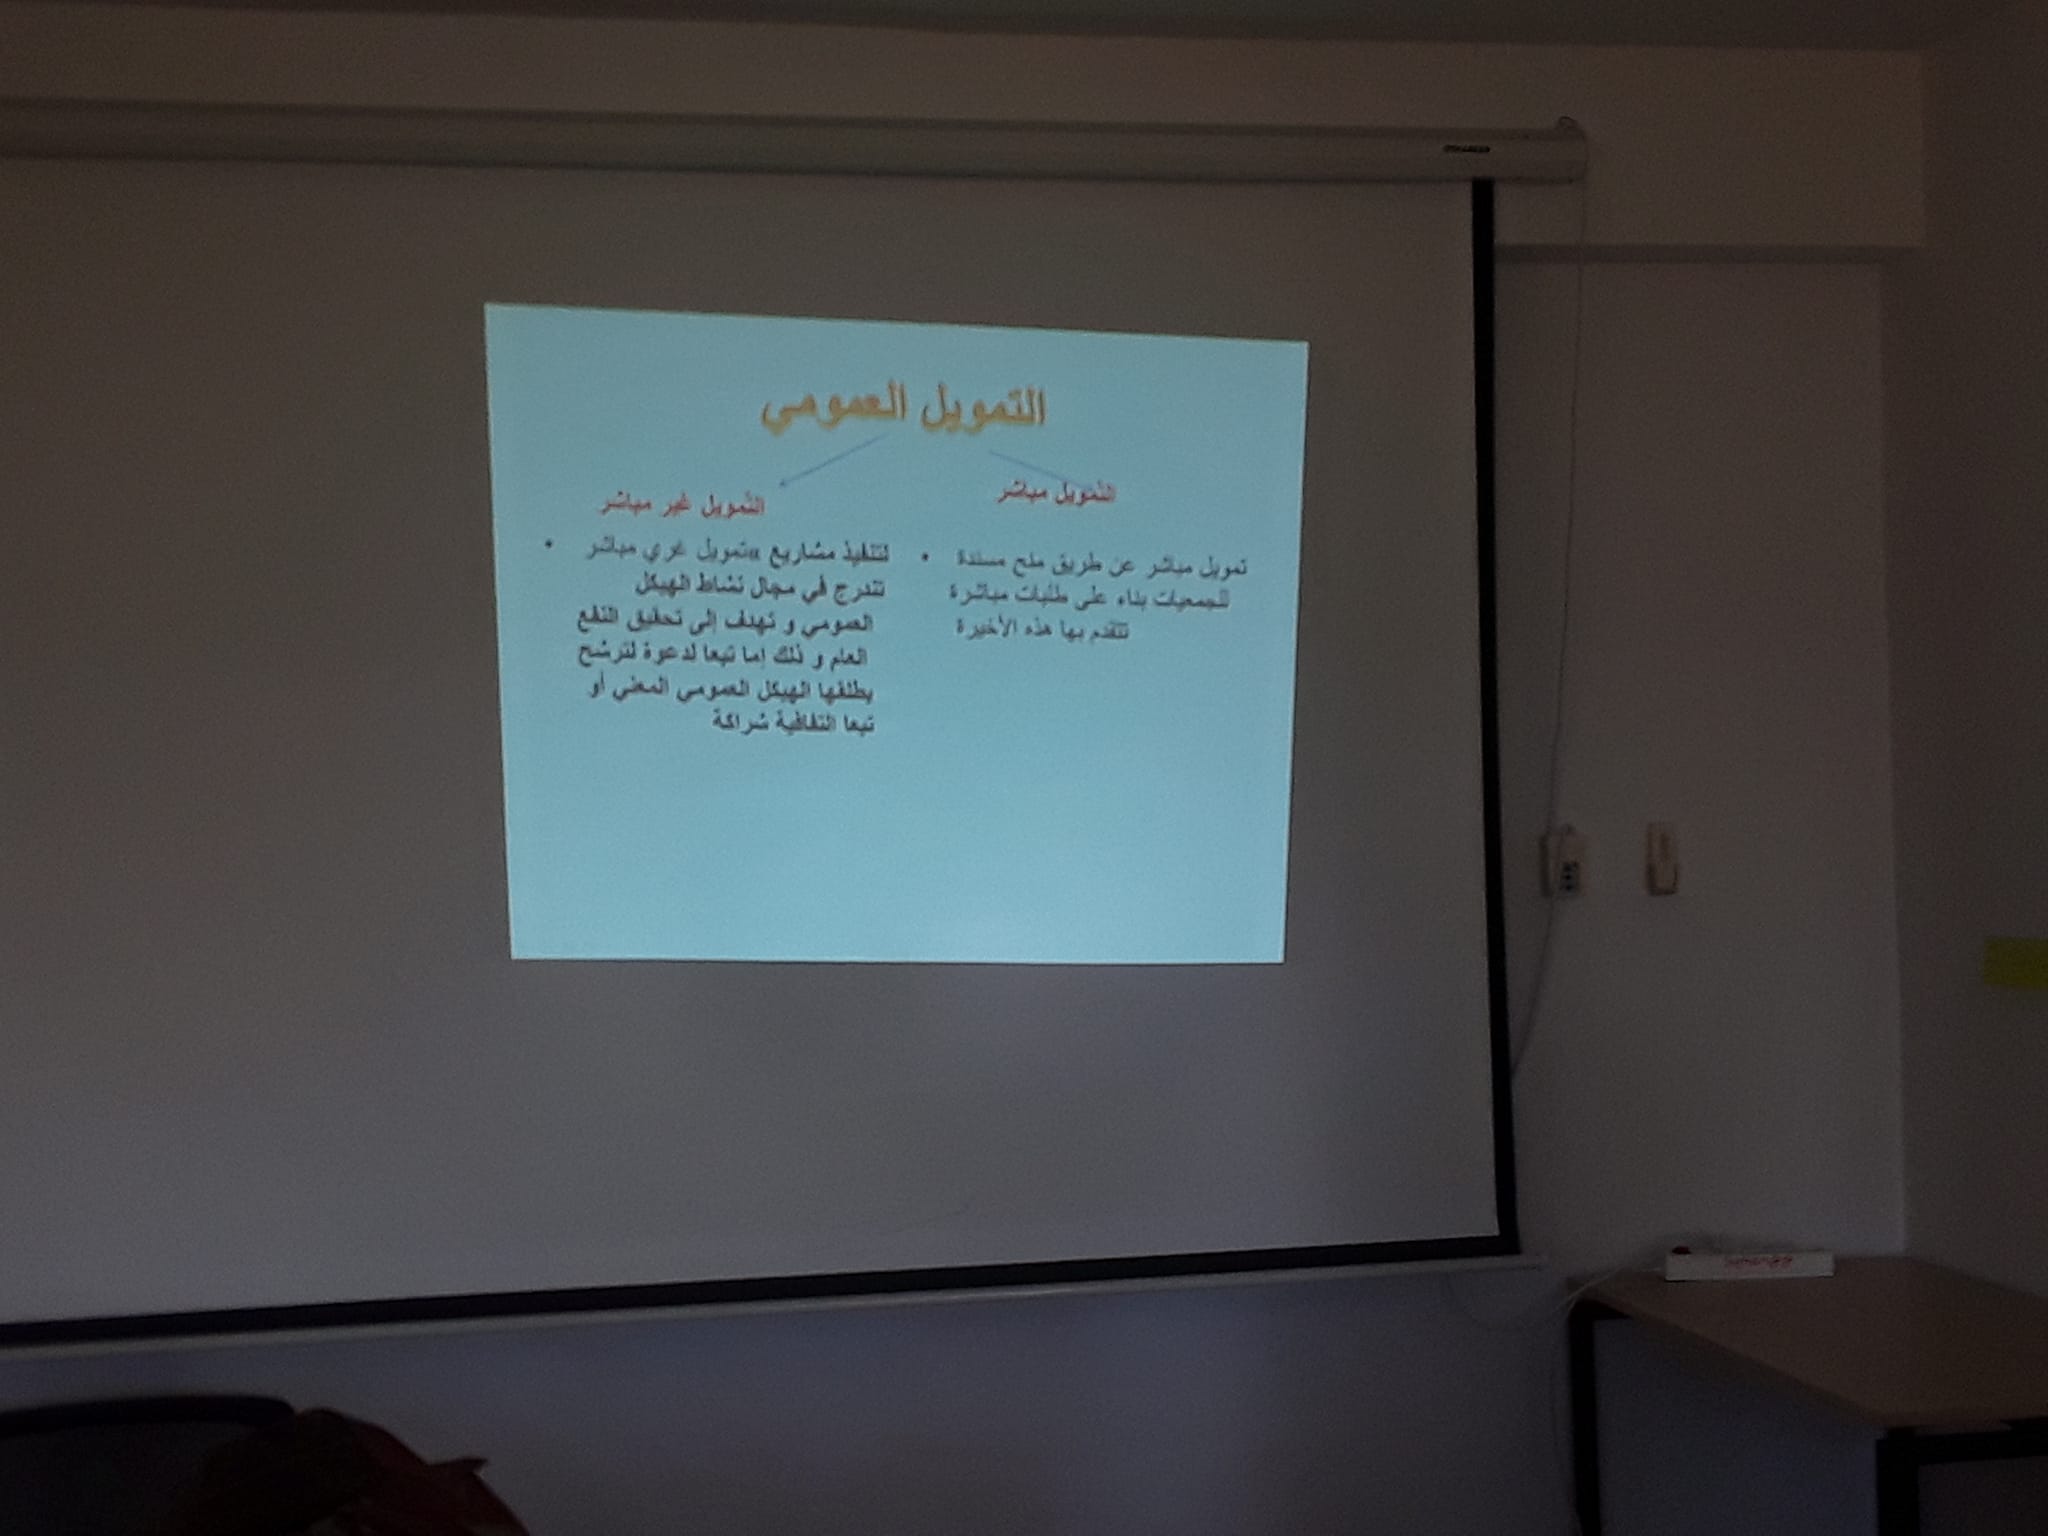 التمويل العمومي
التمويل مباشر
تمويل مباشر عن طريق منح مسندة
للجمعيات بناء على طلبات مباشرة
تتقدم بها هذه الأخيرة
التمويل غير مباشر
لتنفيذ مشاريع «تمويل غري مباشر
تندرج في مجال نشاط الهيكل
العمومي و تهدف إلى تحقيق النفع
العام و ذلك إما تبعا لدعوة لترشح
يطلقها الهيكل العمومي المعني أو
تبعا التفاقية شراكة